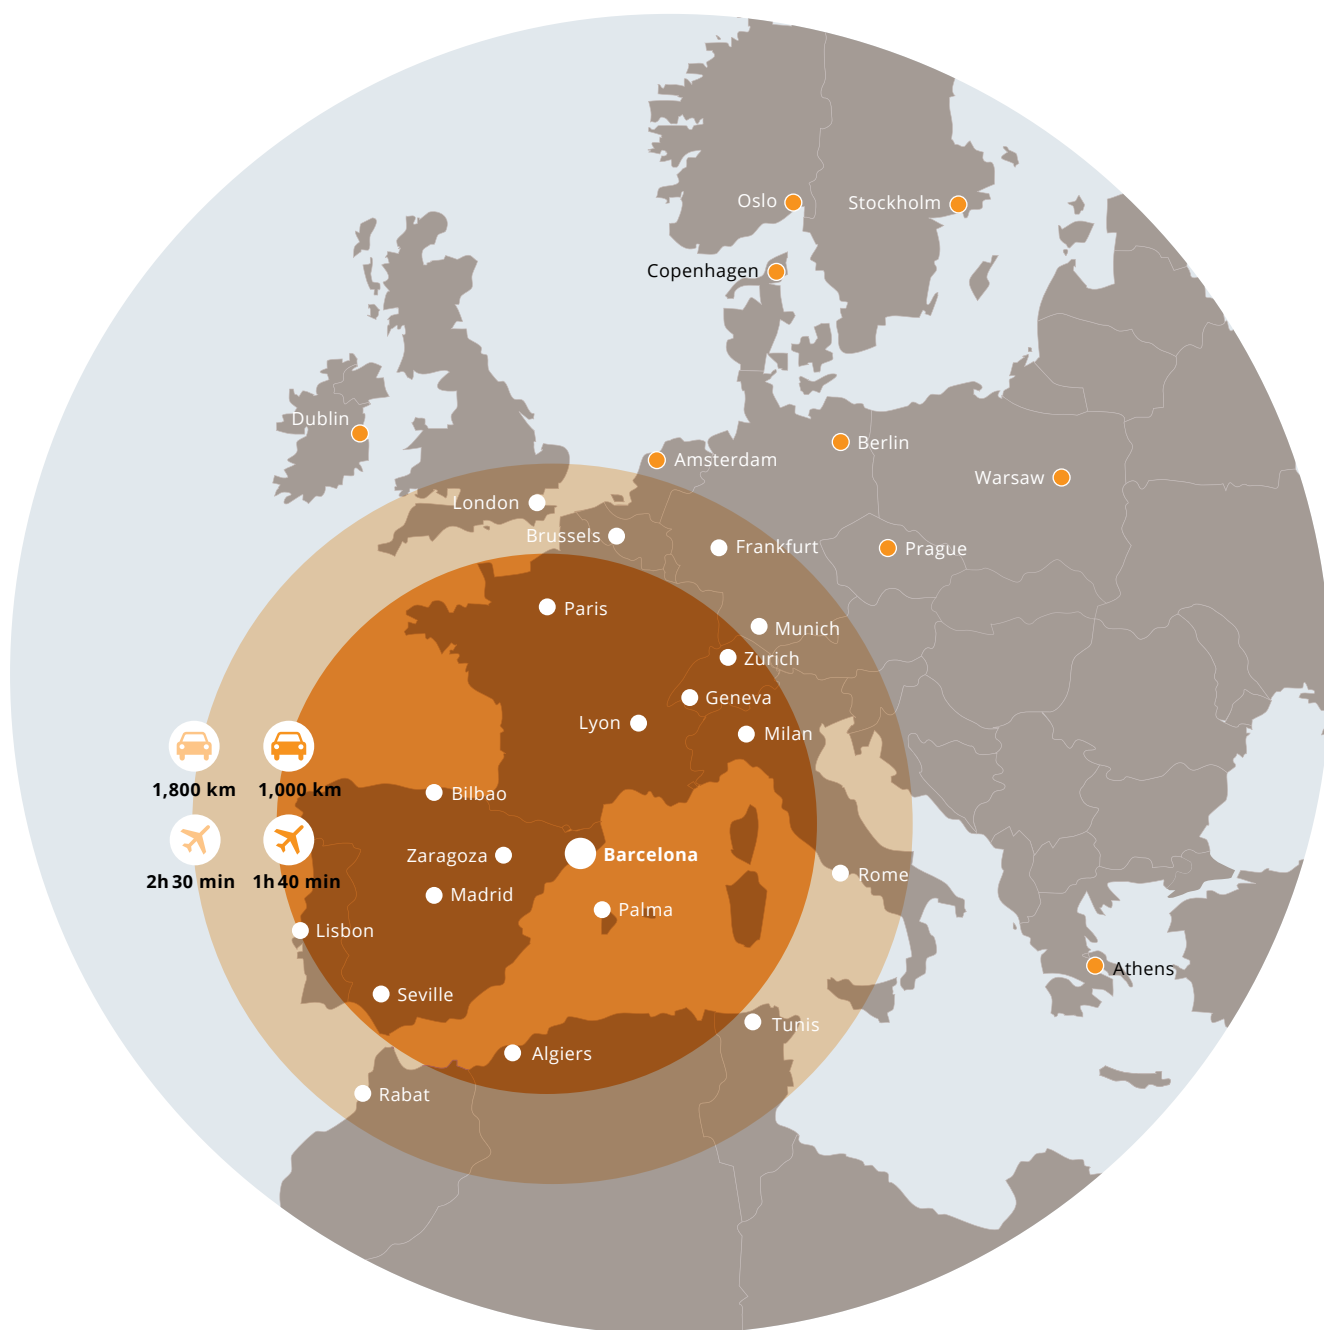 Oslo
Stockholm
Copenhagen
Dublin
Berlin
Amsterdam
Warsaw
London
Brussels
Frankfurt
Prague
Paris
Munich
Zurich
Geneva
Lyon
Milan
1,800 km
1,000 km
Bilbao
Zaragoza
Barcelona
2h 30 min
1h 40 min
Rome
Madrid
Palma
Lisbon
Athens
Seville
Tunis
Algiers
Rabat